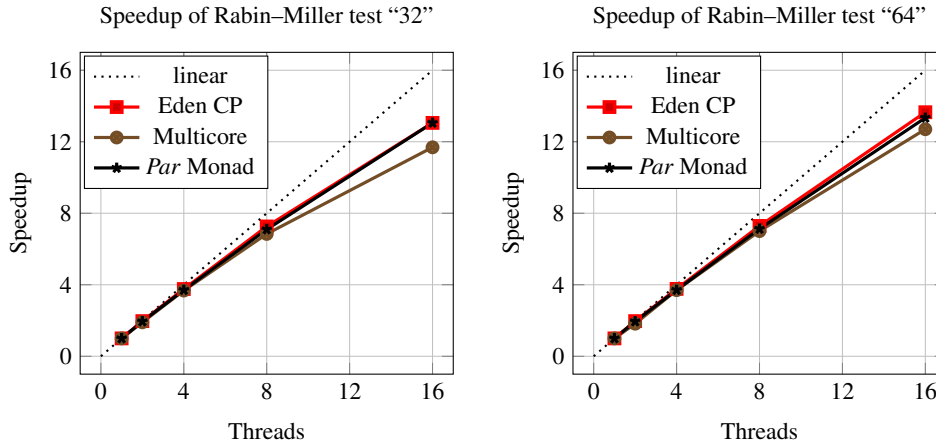 Speedup of Rabin–Miller test “32”
16
12
8
4
0
Speedup
linear
Eden CP
Multicore
Par Monad
0 4 8 12 16
Threads
Speedup of Rabin–Miller test “64”
16
12
8
4
0
Speedup
linear
Eden CP
Multicore
Par Monad
0 4 8 12 16
Threads